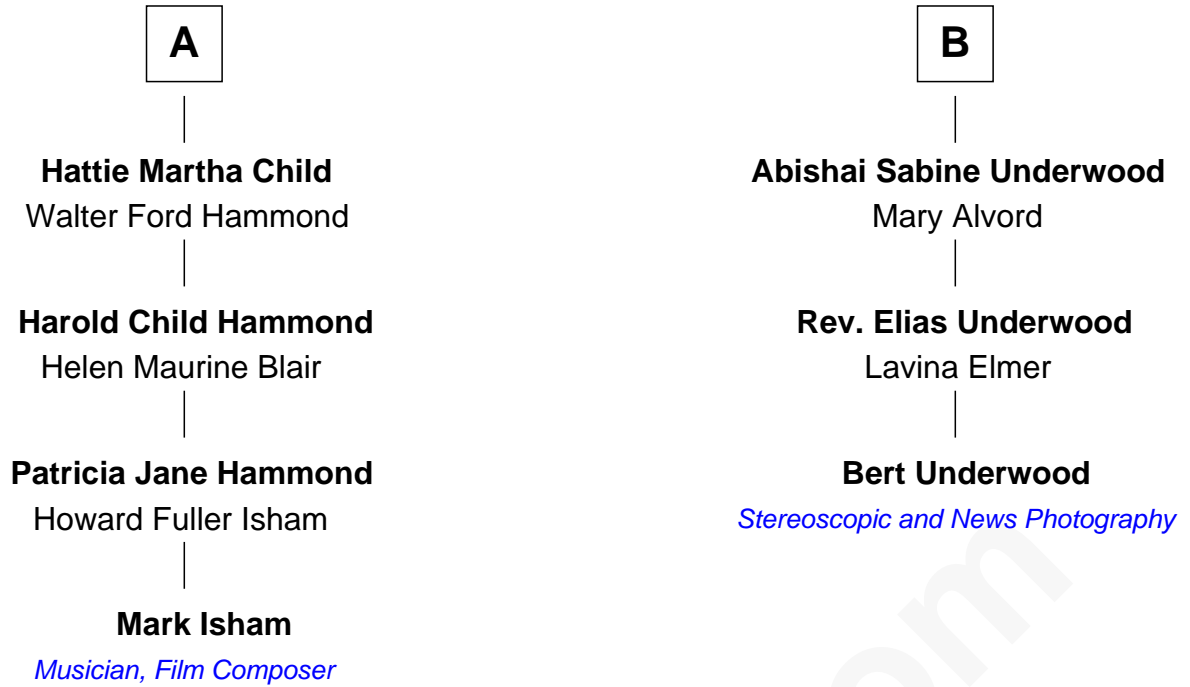 A
Hattie Martha Child
Walter Ford Hammond
Harold Child Hammond
Helen Maurine Blair
Patricia Jane Hammond
Howard Fuller Isham
Mark Isham
Musician, Film Composer
B
Abishai Sabine Underwood
Mary Alvord
Rev. Elias Underwood
Lavina Elmer
Bert Underwood
Stereoscopic and News Photography
om